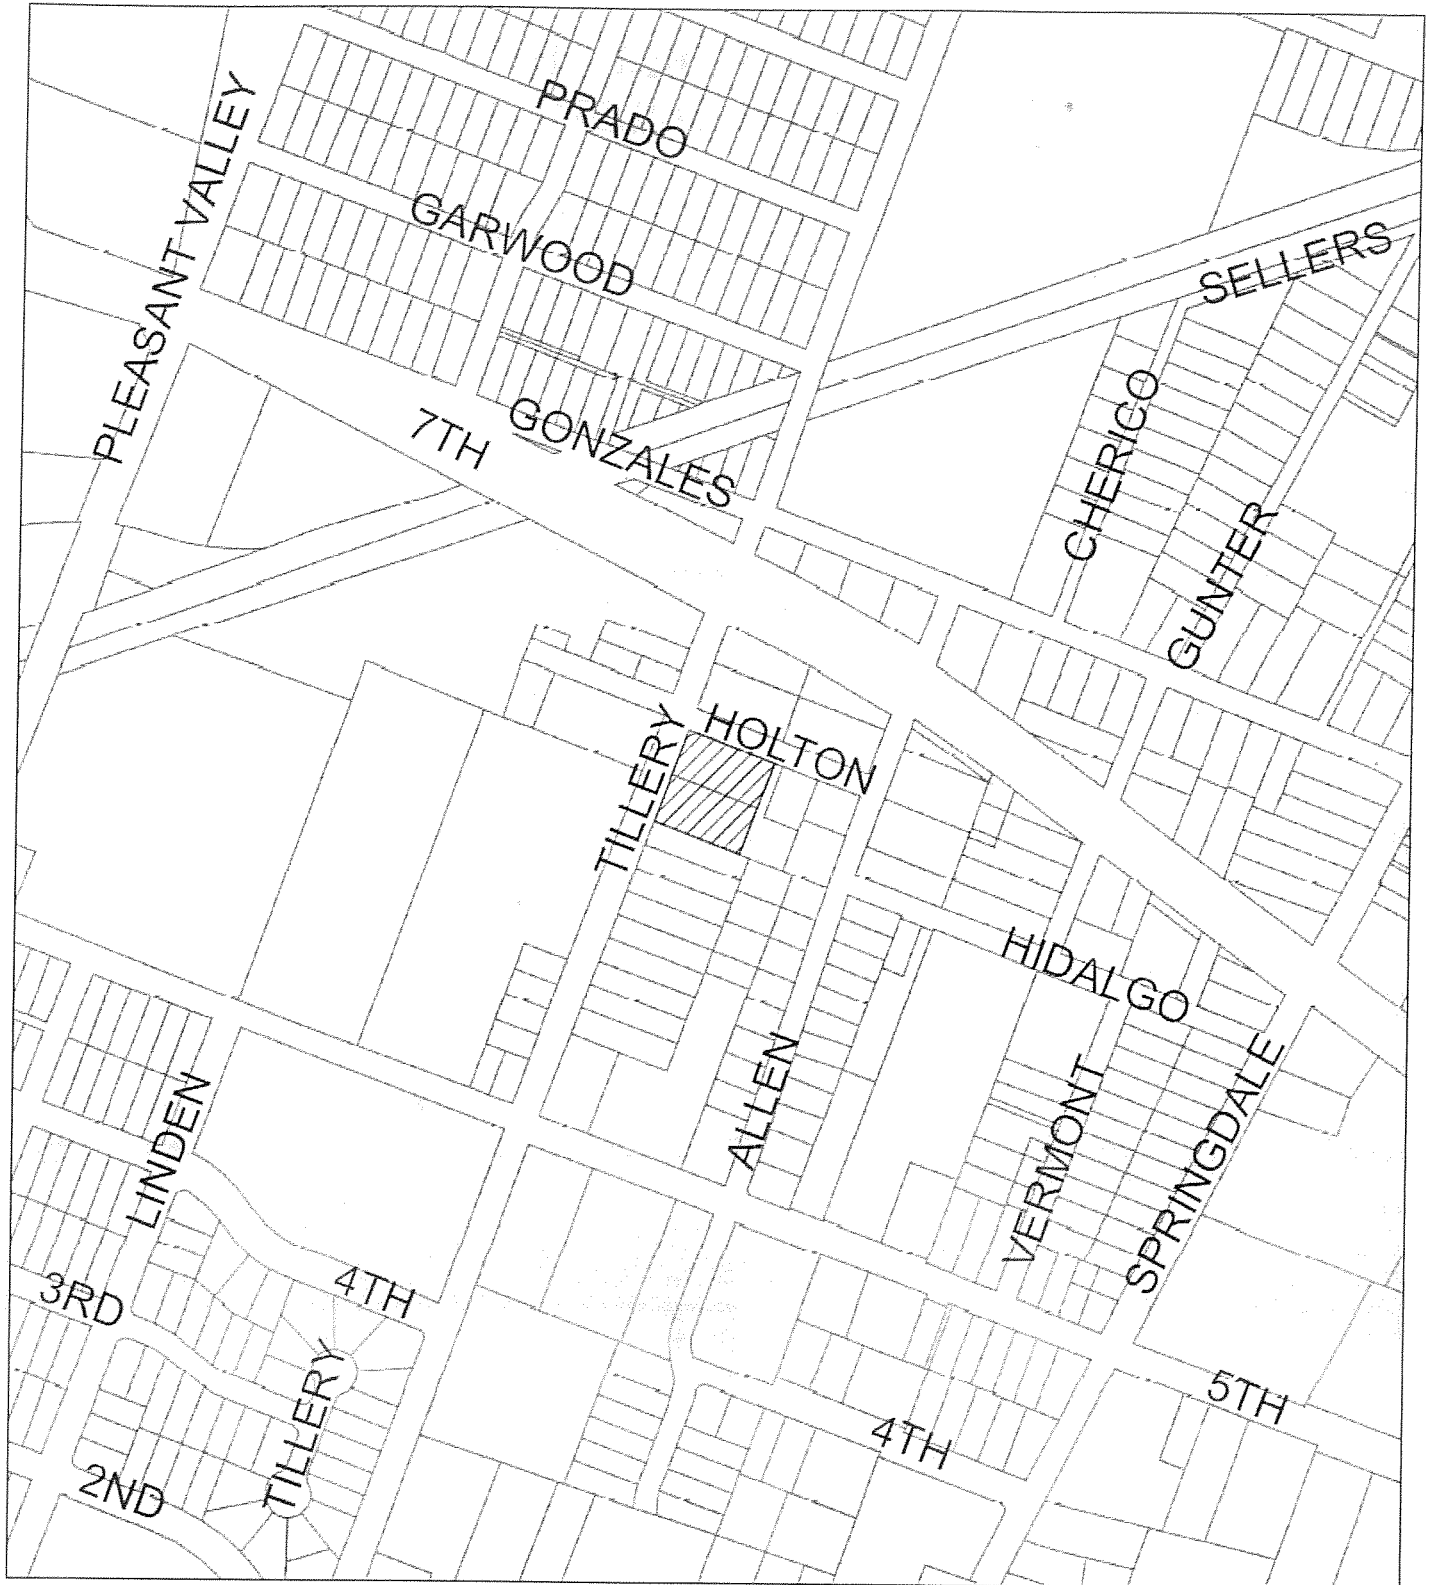 PRADO
PLEASANT VALLEY
GARWOOD
SELLERS
7TH
GONZALES
CHERICO
GUNTER
HOLTON
TILLERY
HIDALGO
ALLEN
LINDEN
VERMONT
SPRINGDALE
3RD
4TH
TILLERY
5TH
4TH
2ND